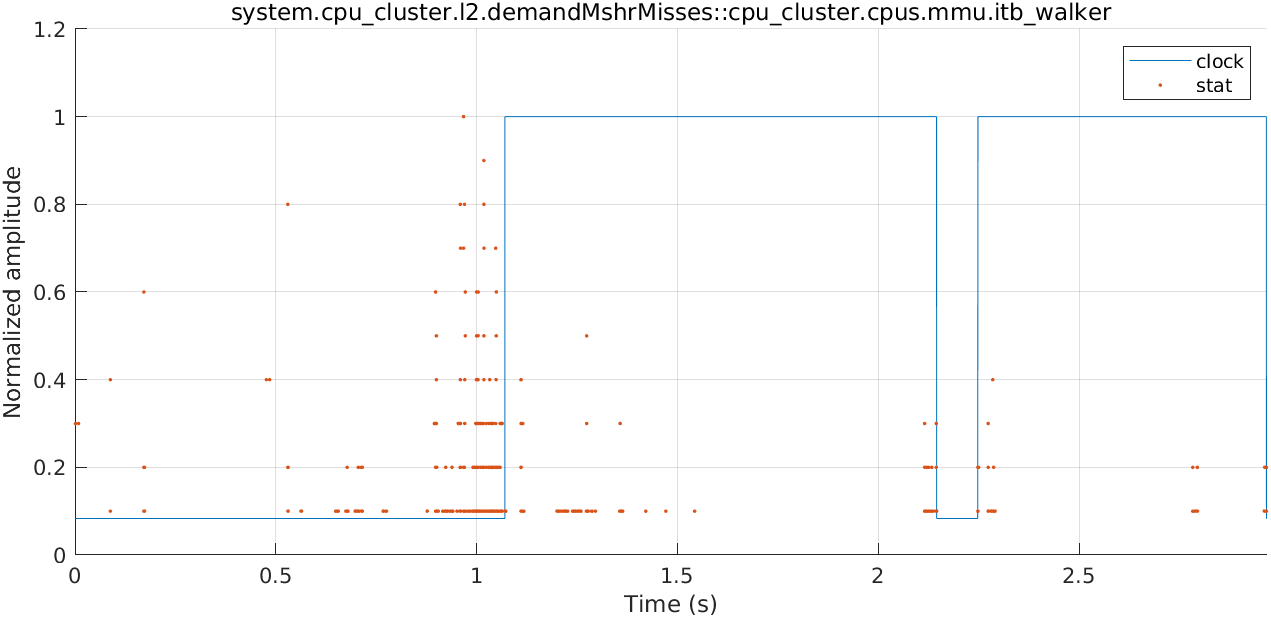 system.cpu_cluster.l2.demandMshrMisses::cpu_cluster.cpus.mmu.itb_walker
1.2
1
0.8
0.6
0.4
0.2
0
Normalized amplitude
clock
stat
0 0.5 1 1.5 2 2.5
Time (s)